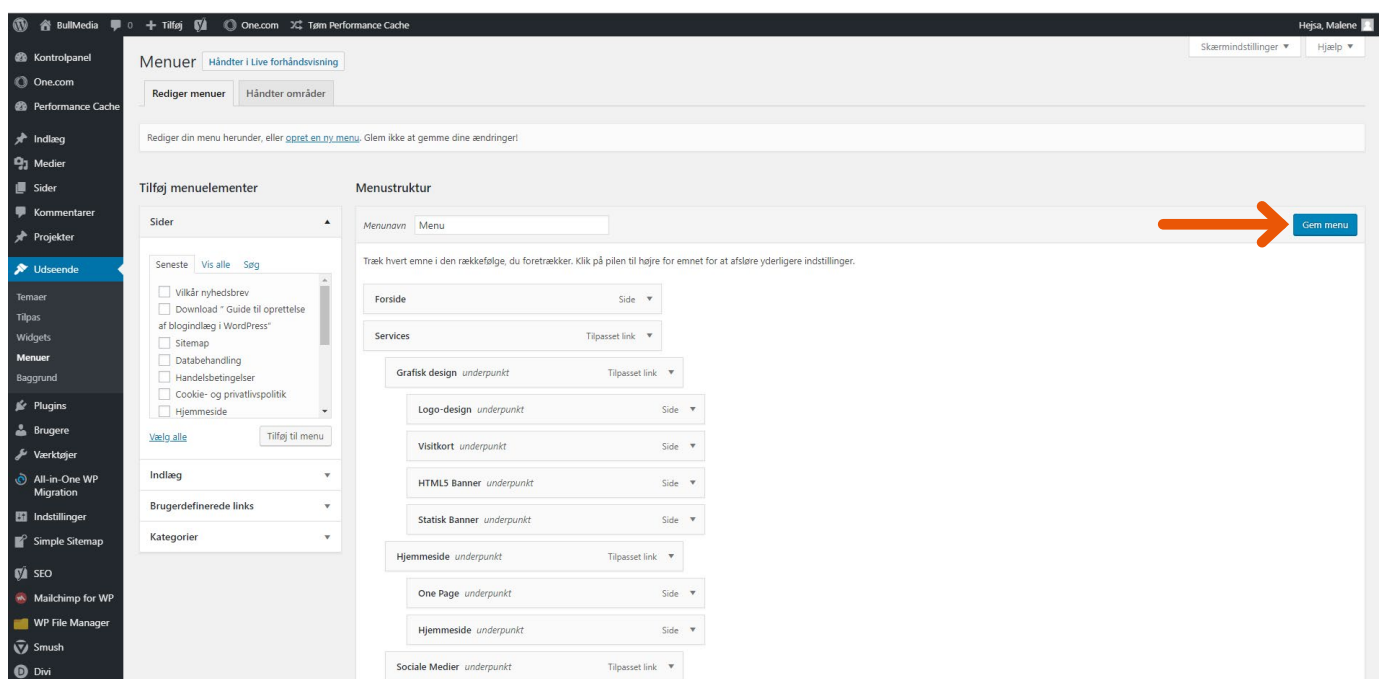 BullMedia 0 Tilføj One.com Tøm Performance Cache Hejsa, Malene
Skærmindstillinger Hjælp
Kontrolpanel
One.com
Performance Cache
Indlæg
Medier
Sider
Kommentarer
Projekter
Udseende
Temaer
Tilpas
Widgets
Menuer
Baggrund
Plugins
Brugere
Værktøjer
All-in-One WP
Migration
Indstillinger
Simple Sitemap
SEO
Mailchimp for WP
WP File Manager
Smush
Divi
Menuer Håndter i Live forhåndsvisning
Rediger menuer Håndter områder
Rediger din menu herunder, eller opret en ny menu. Glem ikke at gemme dine ændringer!
Tilføj menuelementer
Sider
Seneste Vis alle Søg
Vilkår nyhedsbrev
Download " Guide til oprettelse
af blogindlæg i WordPress"
Sitemap
Databehandling
Handelsbetingelser
Cookie- og privatlivspolitik
Hjemmeside
Vælg alle Tilføj til menu
Indlæg
Brugerdefinerede links
Kategorier
Menustruktur
Menunavn Menu Gem menu
Træk hvert emne i den rækkefølge, du foretrækker. Klik på pilen til højre for emnet for at afsløre yderligere indstillinger.
Forside Side
Services Tilpasset link
Grafisk design underpunkt Tilpasset link
Logo-design underpunkt Side
Visitkort underpunkt Side
HTML5 Banner underpunkt Side
Statisk Banner underpunkt Side
Hjemmeside underpunkt Tilpasset link
One Page underpunkt Side
Hjemmeside underpunkt Side
Sociale Medier underpunkt Tilpasset link